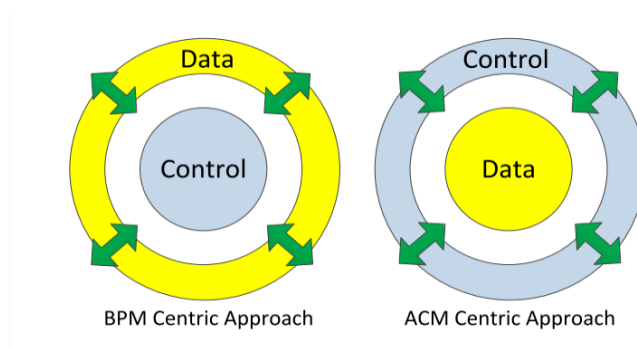 Data
Control
BPM Centric Approach
Control
Data
ACM Centric Approach